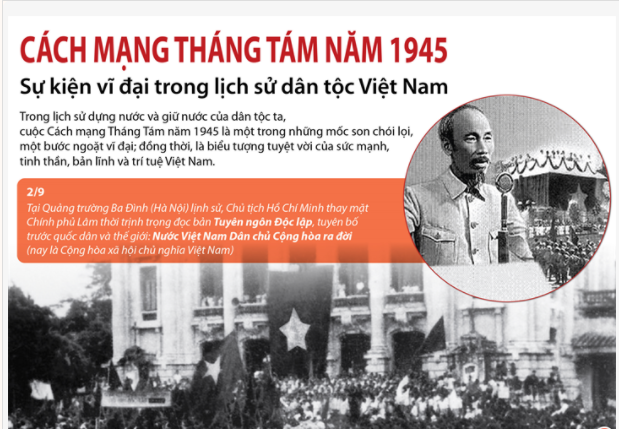 CÁCH MẠNG THÁNG TÁM NĂM 1945
Sự kiện vĩ đại trong lịch sử dân tộc Việt Nam
Trong lịch sử dựng nước và giữ nước của dân tộc ta,
cuộc Cách mạng Tháng Tám năm 1945 là một trong những mốc son chói lọi,
một bước ngoặt vĩ đại; đồng thời, là biểu tượng tuyệt vời của sức mạnh,
tinh thần, bản lĩnh và trí tuệ Việt Nam.
2/9
Tại Quảng trường Ba Đình (Hà Nội) lịnh sử, Chủ tịch Hồ Chí Minh thay mặt
Chính phủ Lâm thời trịnh trọng đọc bản Tuyên ngôn Độc lập, tuyên bố
trước quốc dân và thế giới: Nước Việt Nam Dân chủ Cộng hòa ra đời
(nay là Cộng hòa xã hội chủ nghĩa Việt Nam)